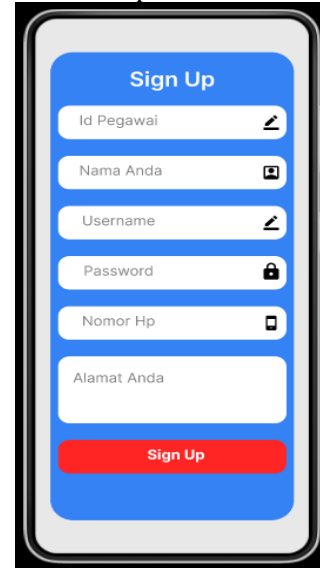 Sign Up
Id Pegawai
Nama Anda
Username
Password
Nomor Hp
Alamat Anda
Sign Up